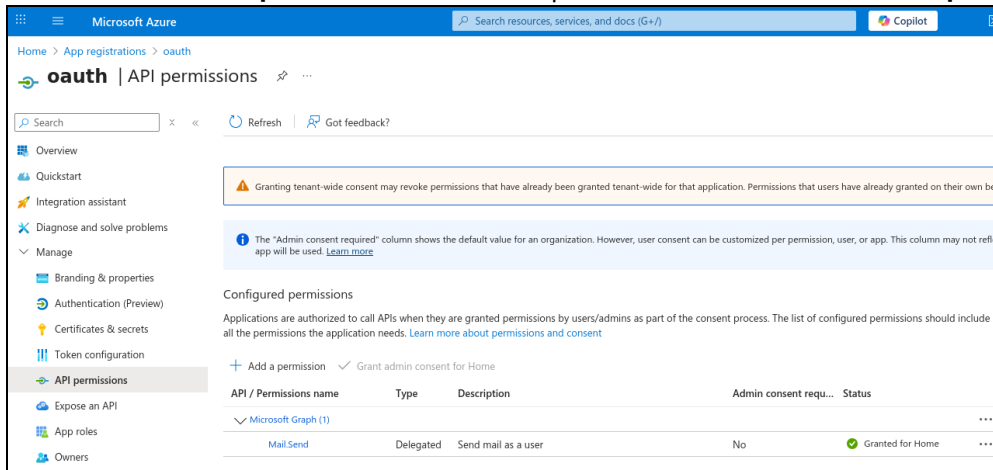 Microsoft Azure
Search resources, services, and docs (G+/)
Copilot
Home > App registrations > oauth
oauth | API permissions
Search
Refresh
Got feedback?
Overview
Quickstart
Integration assistant
Diagnose and solve problems
Manage
Branding & properties
Authentication (Preview)
Certificates & secrets
Token configuration
API permissions
Expose an API
App roles
Owners
Granting tenant-wide consent may revoke permissions that have already been granted tenant-wide for that application. Permissions that users have already granted on their own
The "Admin consent required" column shows the default value for an organization. However, user consent can be customized per permission, user, or app. This column may not
app will be used. Learn more
Configured permissions
Applications are authorized to call APIs when they are granted permissions by users/admins as part of the consent process. The list of configured permissions should include
all the permissions the application needs. Learn more about permissions and consent
Add a permission
Grant admin consent for Home
API / Permissions name Type Description Admin consent requ... Status
Microsoft Graph (1)
Mail.Send Delegated Send mail as a user No Granted for Home